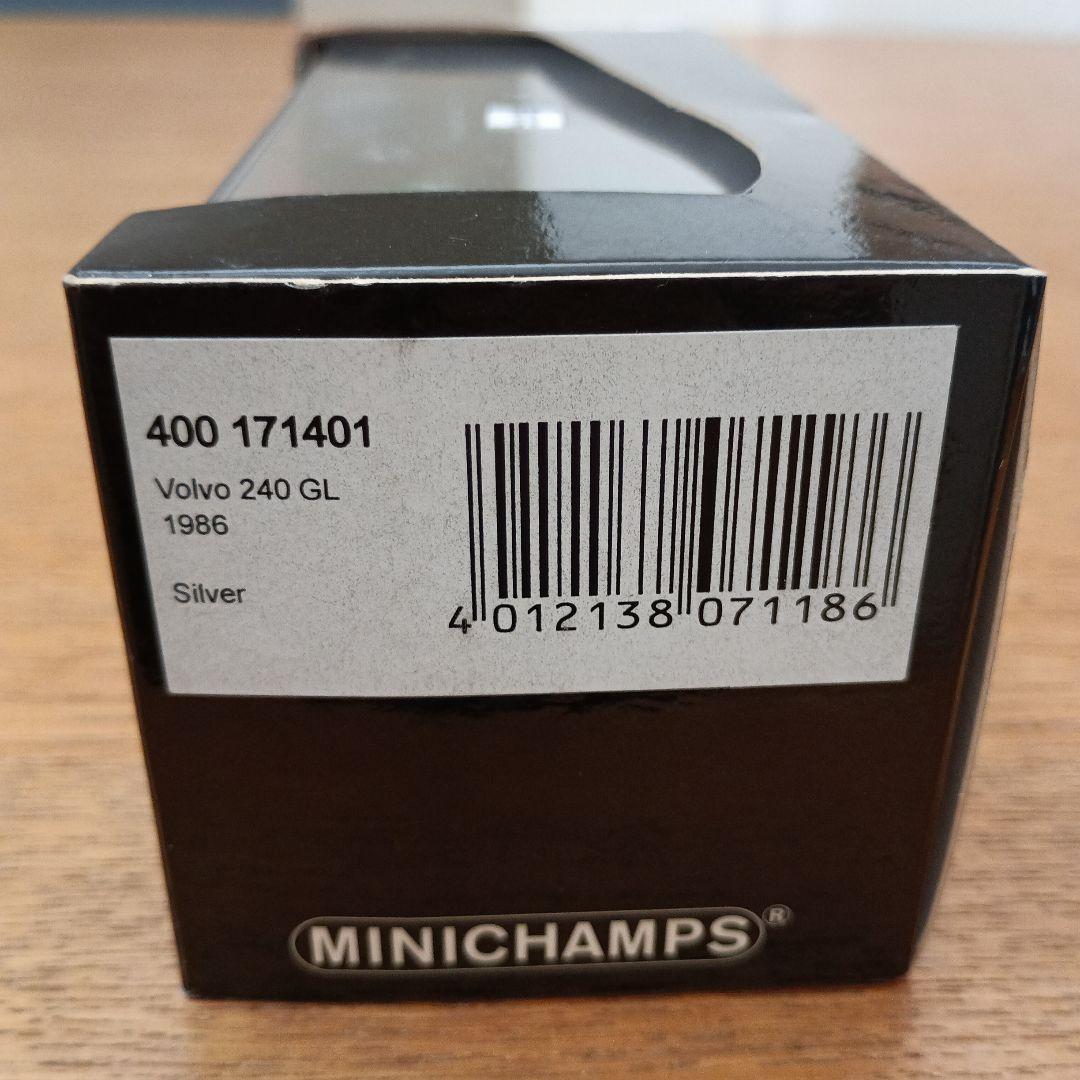 400 171401
Volvo 240 GL
1986
Silver
4 012138 071186
MINICHAMPS®